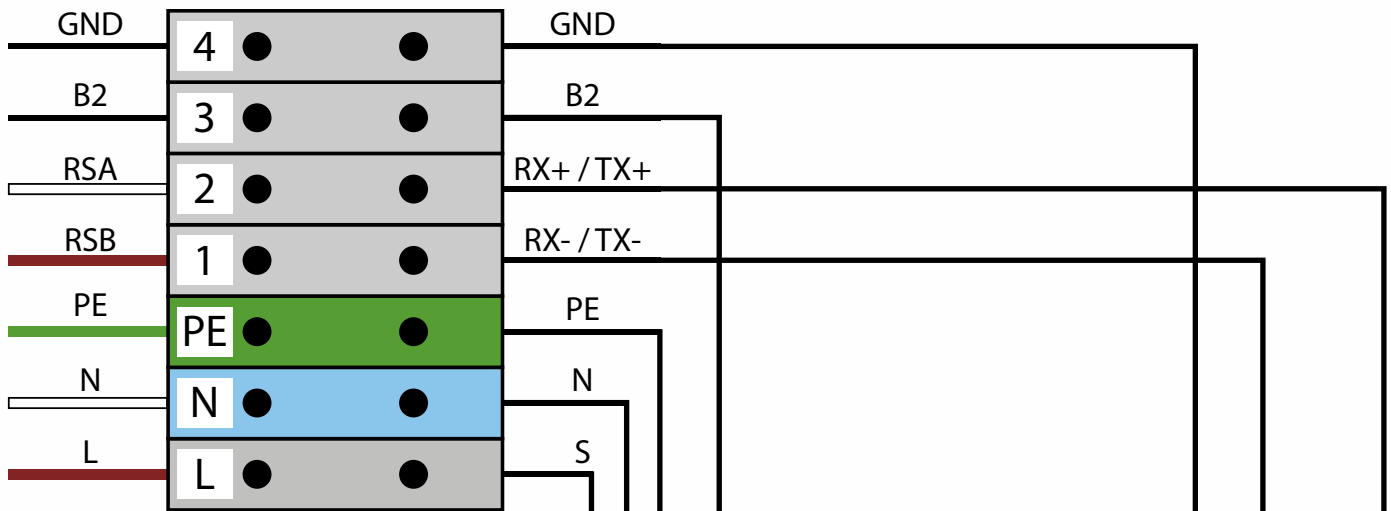 GND 4 GND
B2 3 B2
RSA 2 RX+ / TX+
RSB 1 RX- / TX-
PE PE PE
N N N
L L S